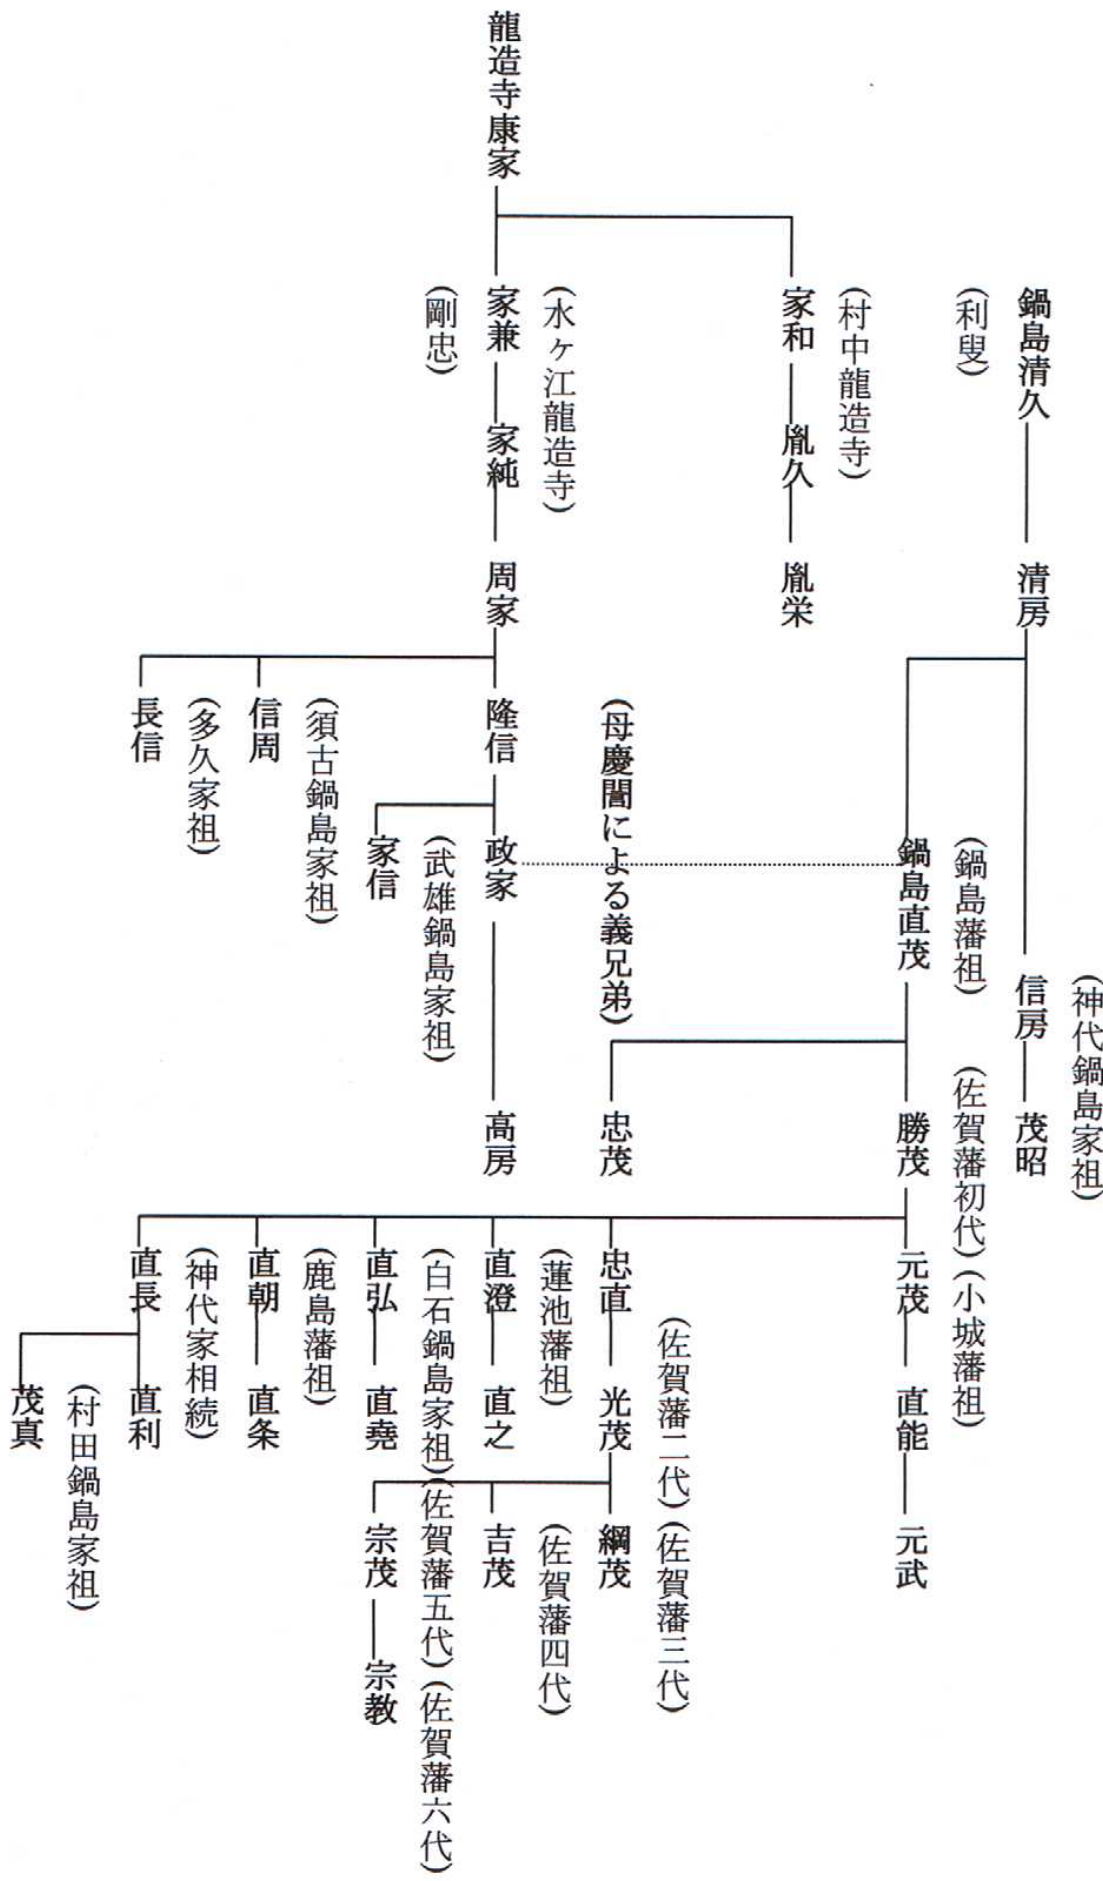 (神代鍋島家祖)
鍋島清久
清房
信房
茂昭
(利叟)
(鍋島藩祖)
(佐賀藩初代)
(小城藩祖)
鍋島直茂
勝茂
元茂
直能
元武
(村中龍造寺)
家和
胤久
胤栄
(佐賀藩二代)
(佐賀藩三代)
(母慶誾による義兄弟)
忠茂
忠直
光茂
綱茂
(水ヶ江龍造寺)
(蓮池藩祖)
(佐賀藩四代)
龍造寺康家
家兼
家純
周家
隆信
政家
高房
直澄
直之
吉茂
(剛忠)
(武雄鍋島家祖)
(白石鍋島家祖)
(佐賀藩五代)
(佐賀藩六代)
家信
直弘
直堯
宗茂
宗教
(須古鍋島家祖)
(鹿島藩祖)
信周
直朝
直条
(多久家祖)
(神代家相続)
長信
直長
直利
(村田鍋島家祖)
茂真